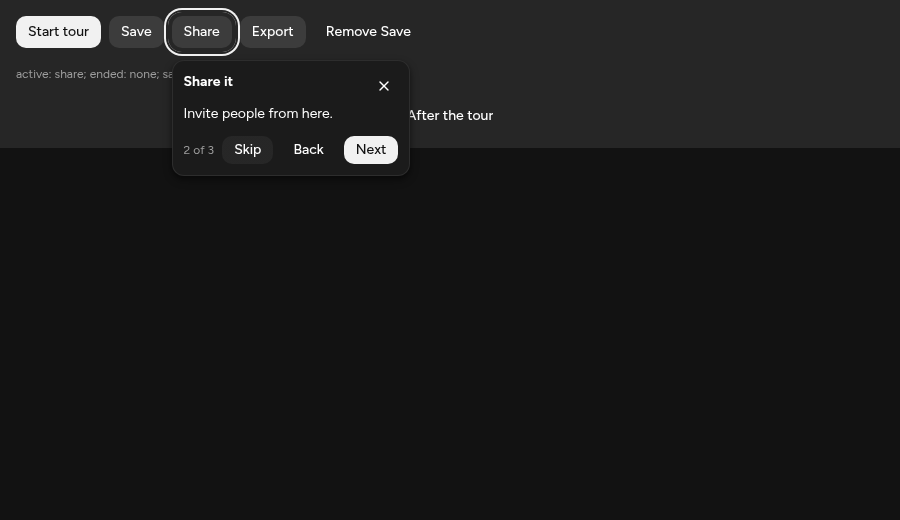 Start tour Save Share Export Remove Save
active: share; ended: none;
Share it
Invite people from here.
After the tour
2 of 3 Skip Back Next